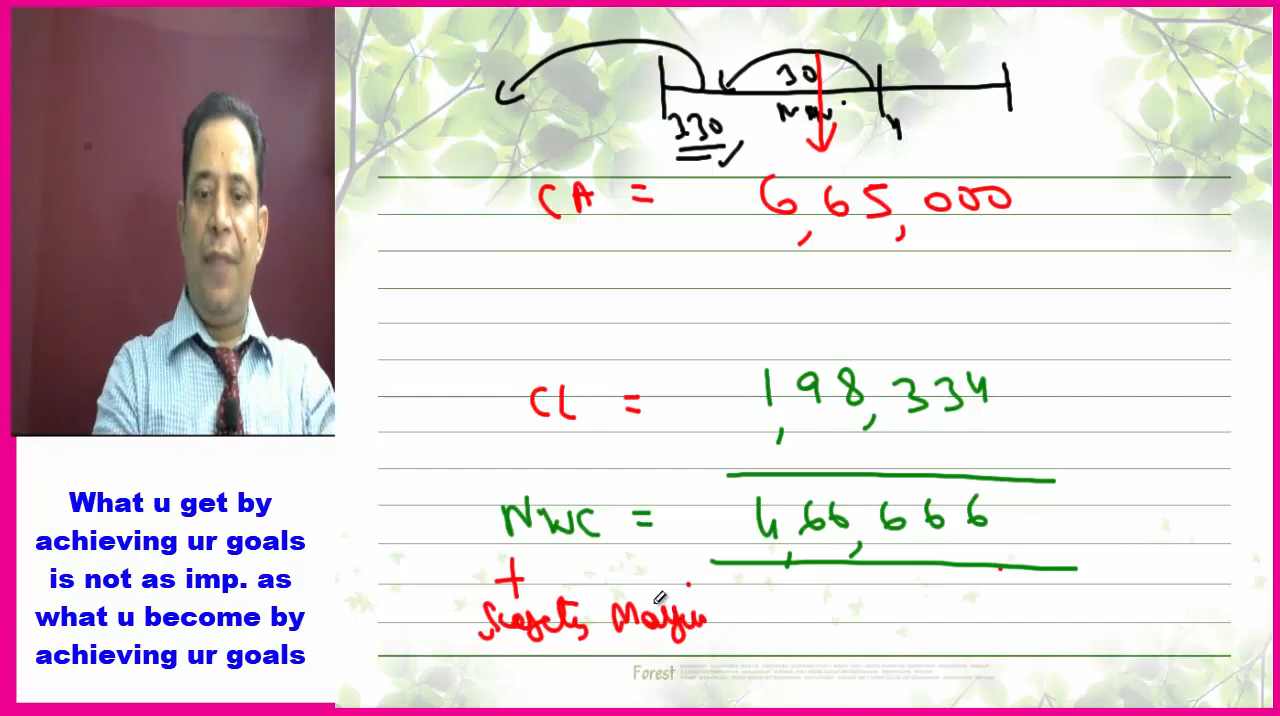 30
330
CA = 6,65,000
CL = 1,98,334
NWC = 4,66,666
+
Safety Margin
Forest
What u get by
achieving ur goals
is not as imp. as
what u become by
achieving ur goals